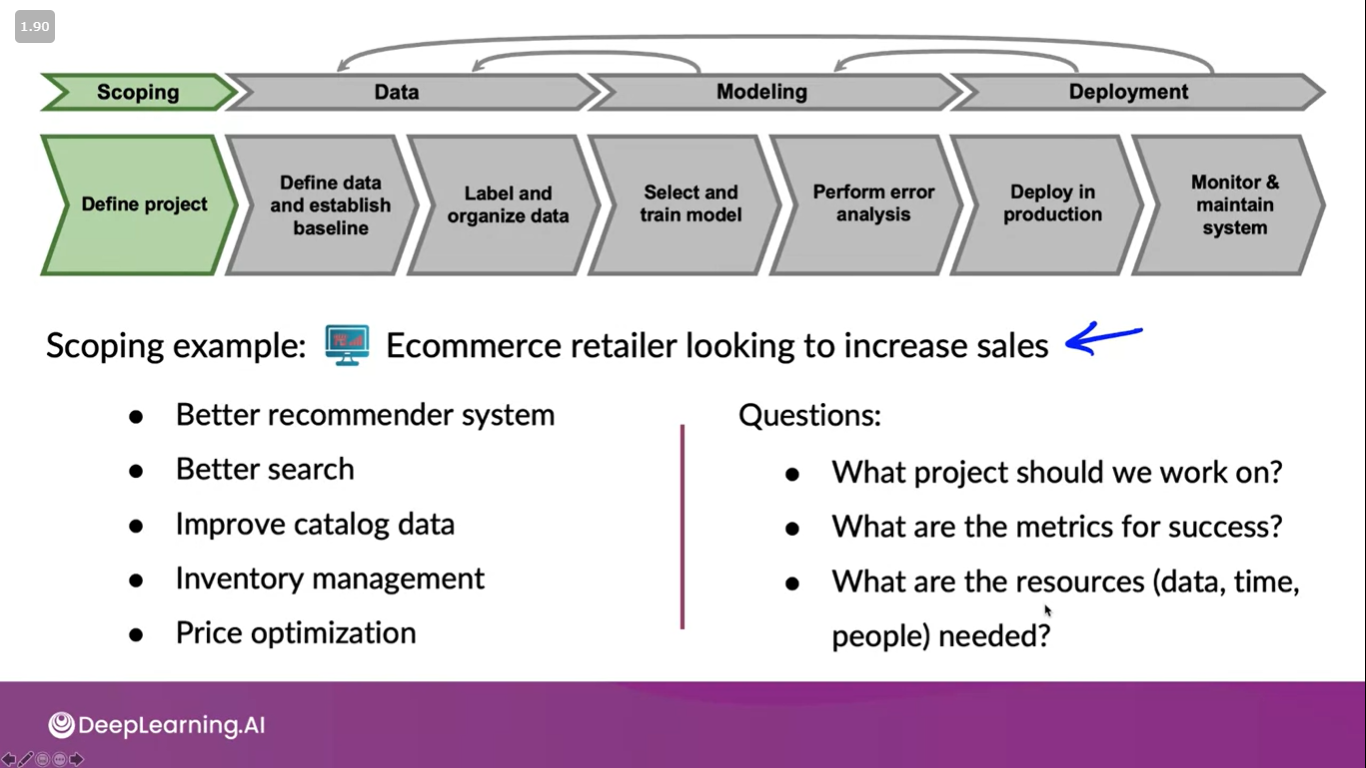 1.90
Scoping
Data
Modeling
Deployment
Define project
Define data
and establish
baseline
Label and
organize data
Select and
train model
Perform error
analysis
Deploy in
production
Monitor &
maintain
system
Scoping example: Ecommerce retailer looking to increase sales
● Better recommender system
● Better search
● Improve catalog data
● Inventory management
● Price optimization
Questions:
● What project should we work on?
● What are the metrics for success?
● What are the resources (data, time,
people) needed?
DeepLearning.AI